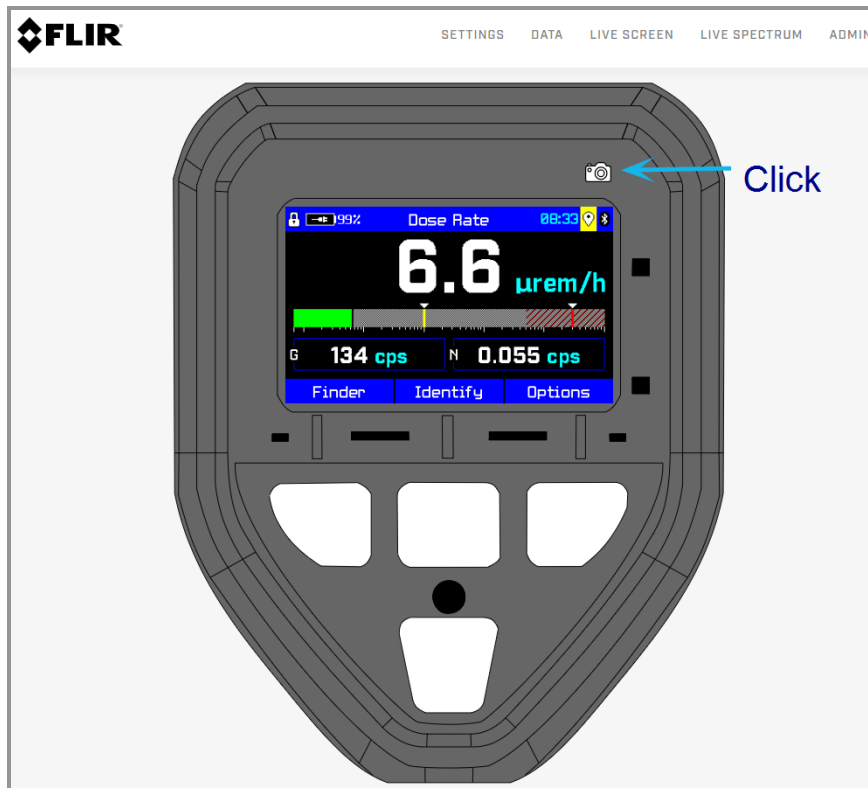 FLIR
SETTINGS DATA LIVE SCREEN LIVE SPECTRUM ADMIN
Click
99% Dose Rate 08:33
6.6 µrem/h
G 134 cps N 0.055 cps
Finder Identify Options